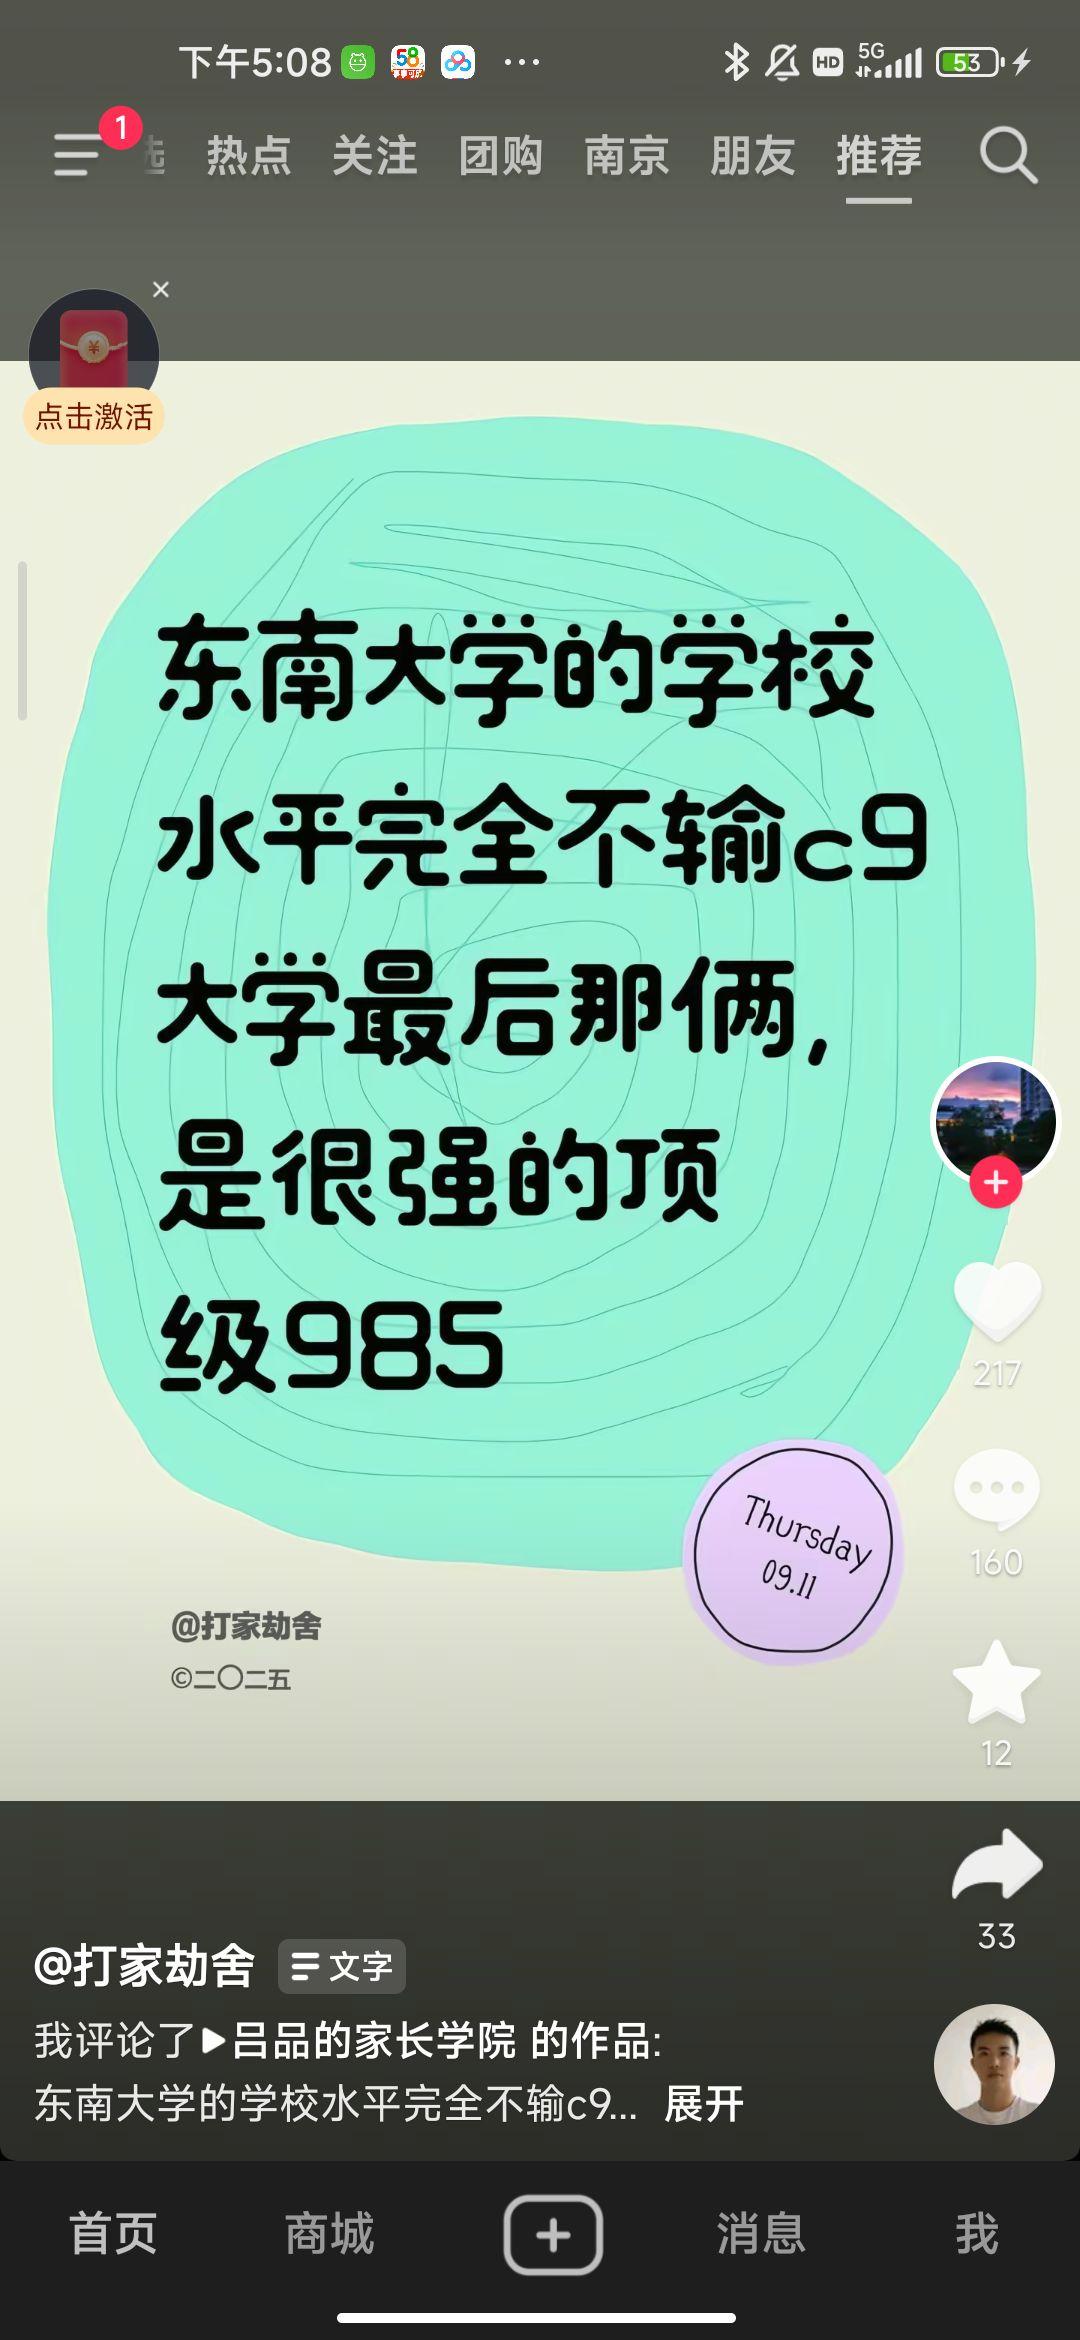 下午5:08
58
HD
5G
53
1
选 热点 关注 团购 南京 朋友 推荐
点击激活
东南大学的学校
水平完全不输c9
大学最后那俩,
是很强的顶
级985
Thursday
09.11
@打家劫舍
©二〇二五
217
160
12
33
@打家劫舍 文字
我评论了▶吕品的家长学院 的作品:
东南大学的学校水平完全不输c9... 展开
首页 商城 消息 我